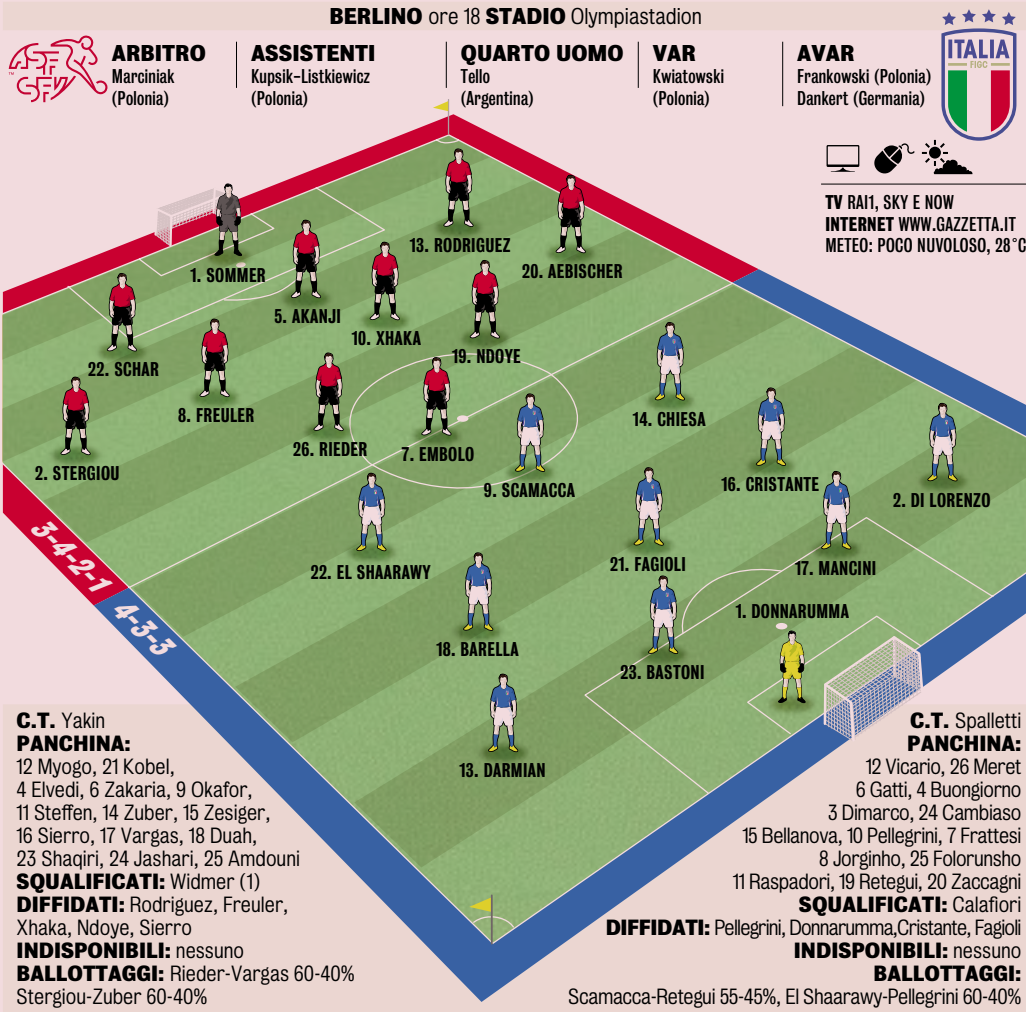 BERLINO ore 18 STADIO Olympiastadion
ASF
SFV
™
ARBITRO
Marciniak
(Polonia)
ASSISTENTI
Kupsik-Listkiewicz
(Polonia)
QUARTO UOMO
Tello
(Argentina)
VAR
Kwiatowski
(Polonia)
AVAR
Frankowski (Polonia)
Dankert (Germania)
ITALIA
FIGC
TV RAI1, SKY E NOW
INTERNET WWW.GAZZETTA.IT
METEO: POCO NUVOLOSO, 28°C
13. RODRIGUEZ
20. AEBISCHER
1. SOMMER
5. AKANJI
10. XHAKA
19. NDOYE
22. SCHAR
8. FREULER
26. RIEDER
7. EMBOLO
2. STERGIOU
14. CHIESA
9. SCAMACCA
16. CRISTANTE
2. DI LORENZO
22. EL SHAARAWY
21. FAGIOLI
17. MANCINI
1. DONNARUMMA
18. BARELLA
23. BASTONI
13. DARMIAN
3-4-2-1
4-3-3
C.T. Yakin
PANCHINA:
12 Myogo, 21 Kobel,
4 Elvedi, 6 Zakaria, 9 Okafor,
11 Steffen, 14 Zuber, 15 Zesiger,
16 Sierro, 17 Vargas, 18 Duah,
23 Shaqiri, 24 Jashari, 25 Amdouni
SQUALIFICATI: Widmer (1)
DIFFIDATI: Rodriguez, Freuler,
Xhaka, Ndoye, Sierro
INDISPONIBILI: nessuno
BALLOTTAGGI: Rieder-Vargas 60-40%
Stergiou-Zuber 60-40%
C.T. Spalletti
PANCHINA:
12 Vicario, 26 Meret
6 Gatti, 4 Buongiorno
3 Dimarco, 24 Cambiaso
15 Bellanova, 10 Pellegrini, 7 Frattesi
8 Jorginho, 25 Folorunsho
11 Raspadori, 19 Retegui, 20 Zaccagni
SQUALIFICATI: Calafiori
DIFFIDATI: Pellegrini, Donnarumma,Cristante, Fagioli
INDISPONIBILI: nessuno
BALLOTTAGGI:
Scamacca-Retegui 55-45%, El Shaarawy-Pellegrini 60-40%